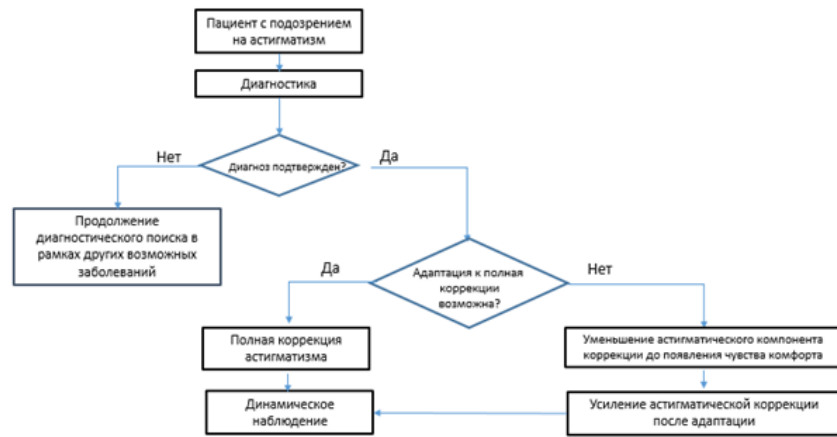 Пациент с подозрением
на астигматизм
Диагностика
Нет
Диагноз подтвержден?
Да
Продолжение
диагностического поиска в
рамках других возможных
заболеваний
Да
Адаптация к полная
коррекции
возможна?
Нет
Полная коррекция
астигматизма
Уменьшение астигматического компонента
коррекции до появления чувства комфорта
Динамическое
наблюдение
Усиление астигматической коррекции
после адаптации